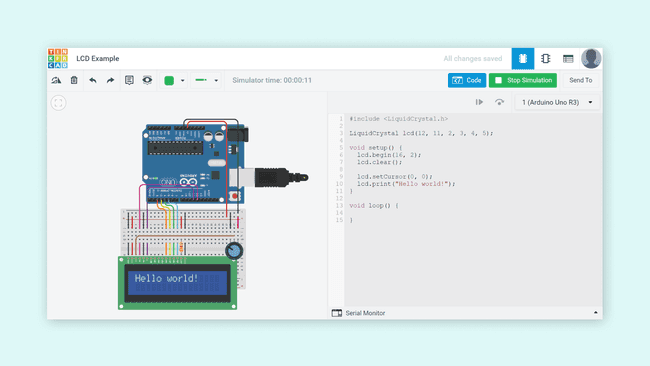 TIN
KER
CAD
LCD Example
All changes saved
Simulator time: 00:00:11
Code
Stop Simulation
Send To
1 (Arduino Uno R3)
1 #include <LiquidCrystal.h>
2
3 LiquidCrystal lcd(12, 11, 2, 3, 4, 5);
4
5 void setup() {
6 lcd.begin(16, 2);
7 lcd.clear();
8
9 lcd.setCursor(0, 0);
10 lcd.print("Hello world!");
11 }
12
13 void loop() {
14
15 }
Hello world!
Serial Monitor